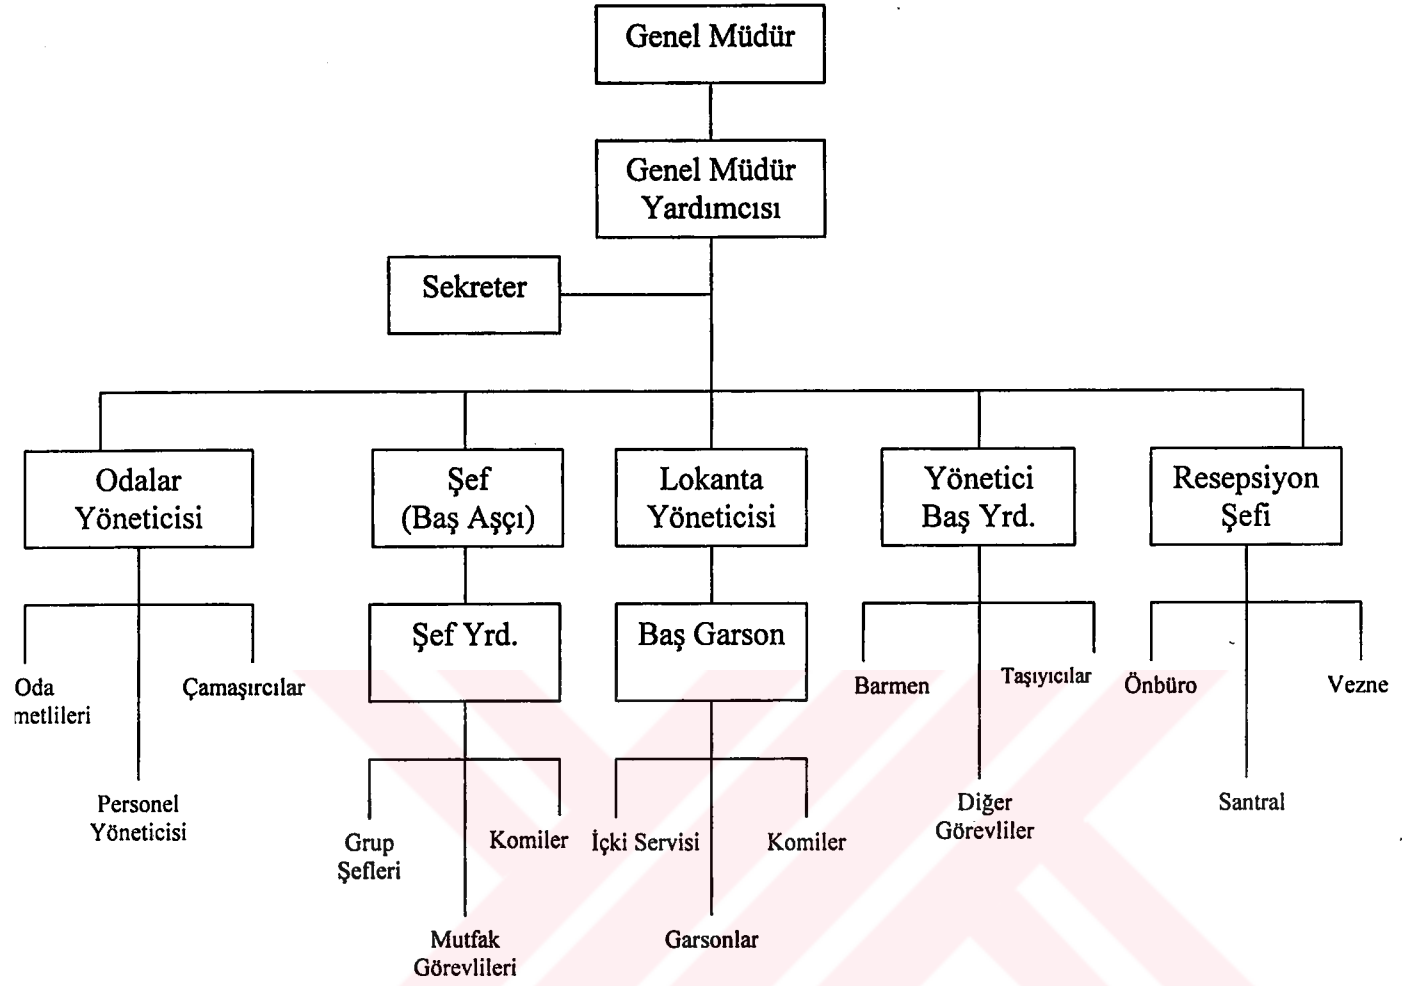 Genel Müdür
Genel Müdür
Yardımcısı
Sekreter
Odalar
Yöneticisi
Şef
(Baş Aşçı)
Lokanta
Yöneticisi
Yönetici
Baş Yrd.
Resepsiyon
Şefi
Şef Yrd.
Baş Garson
Oda
metlileri
Çamaşırcılar
Barmen
Taşıyıcılar
Önbüro
Vezne
Personel
Yöneticisi
Grup
Şefleri
Komiler
İçki Servisi
Komiler
Diğer
Görevliler
Santral
Mutfak
Görevlileri
Garsonlar